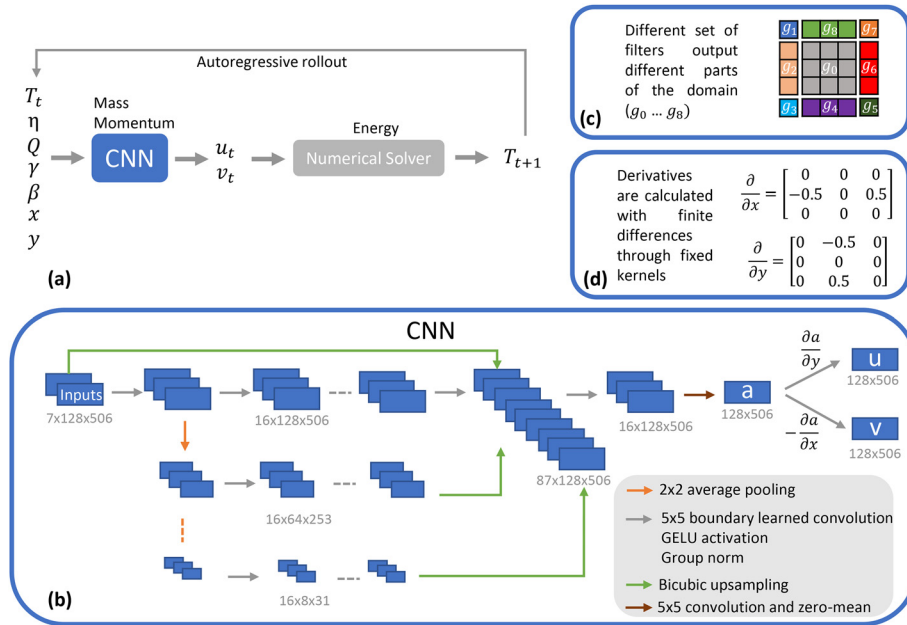 Autoregressive rollout
T_t
η
Q
γ
β
x
y
Mass
Momentum
CNN
u_t
v_t
Energy
Numerical Solver
T_{t+1}
(a)
Different set of
filters output
different parts
of the domain
(g_0 ... g_8)
(c)
g_1 g_8 g_7
g_2 g_0 g_6
g_3 g_4 g_5
Derivatives
are calculated
with finite
differences
through fixed
kernels
(d)
∂/∂x = [0 0 0
−0.5 0 0.5
0 0 0]
∂/∂y = [0 −0.5 0
0 0 0
0 0.5 0]
CNN
Inputs
7x128x506
16x128x506
87x128x506
16x128x506
a
128x506
∂a/∂y
−∂a/∂x
u
128x506
v
128x506
16x64x253
16x8x31
(b)
2x2 average pooling
5x5 boundary learned convolution
GELU activation
Group norm
Bicubic upsampling
5x5 convolution and zero-mean